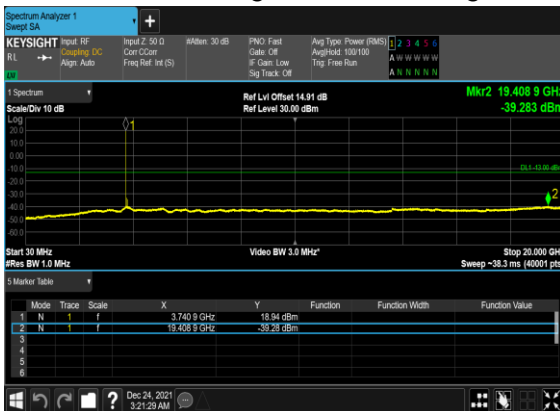 Spectrum Analyzer 1
Swept SA
KEYSIGHT Input: RF Input Z: 50 Ω #Atten: 30 dB PNO: Fast Avg Type: Power (RMS) 1 2 3 4 5 6
RL Coupling: DC Corr CCorr Gate: Off Avg|Hold: 100/100 A W W W W W
Align: Auto Freq Ref: Int (S) IF Gain: Low Trig: Free Run
Sig Track: Off A N N N N N
1 Spectrum Ref Lvl Offset 14.91 dB Mkr2 19.408 9 GHz
Scale/Div 10 dB Ref Level 30.00 dBm -39.283 dBm
Log
20.0 1
10.0
0.00
-10.0 DL1 -13.00 dBm
-20.0
-30.0 2
-40.0
-50.0
-60.0
Start 30 MHz Video BW 3.0 MHz* Stop 20.000 GH
#Res BW 1.0 MHz Sweep ~38.3 ms (40001 pts
5 Marker Table
Mode Trace Scale X Y Function Function Width Function Value
1 N 1 f 3.740 9 GHz 18.94 dBm
2 N 1 f 19.408 9 GHz -39.28 dBm
3
4
5
6
? Dec 24, 2021
3:21:29 AM